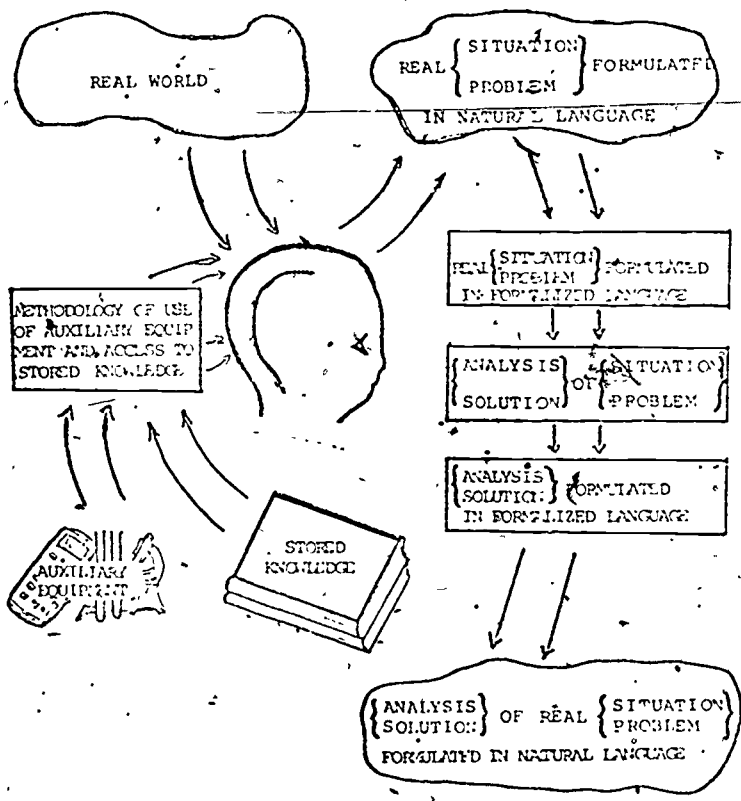 REAL WORLD
REAL { SITUATION PROBLEM } FORMULATED
IN NATURAL LANGUAGE
REAL { SITUATION PROBLEM } FORMULATED
IN FORMALIZED LANGUAGE
METHODOLOGY OF USE
OF AUXILIARY EQUIP
MENT AND ACCESS TO
STORED KNOWLEDGE
{ ANALYSIS SOLUTION } OF { SITUATION PROBLEM }
{ ANALYSIS SOLUTION } FORMULATED
IN FORMALIZED LANGUAGE
AUXILIARY
EQUIPMENT
STORED
KNOWLEDGE
{ ANALYSIS SOLUTION } OF REAL { SITUATION PROBLEM }
FORMULATED IN NATURAL LANGUAGE